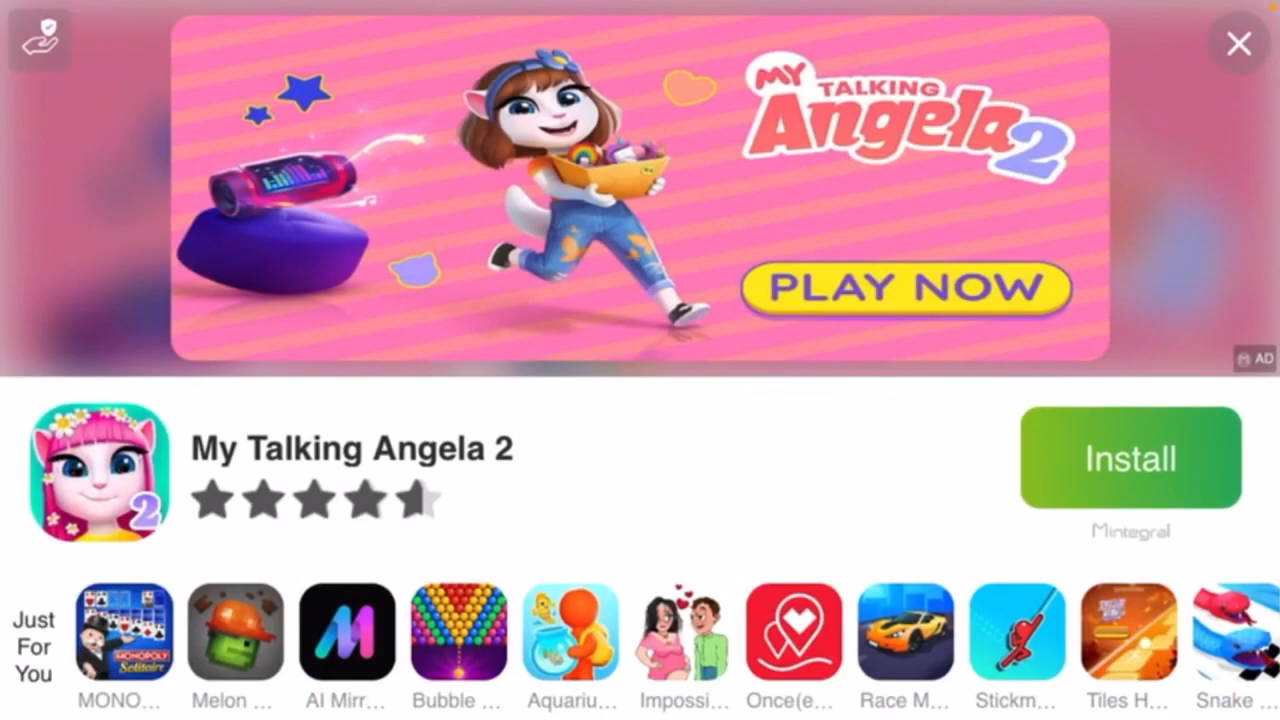 MY
TALKING
Angela 2
PLAY NOW
AD
My Talking Angela 2
2
Install
Mintegral
Just
For
You
MONOPOLY
Solitaire
MONO...
Melon ...
AI Mirr...
Bubble ...
Aquariu...
Impossi...
Once(e...
Race M...
Stickm...
Tiles H...
Snake ...